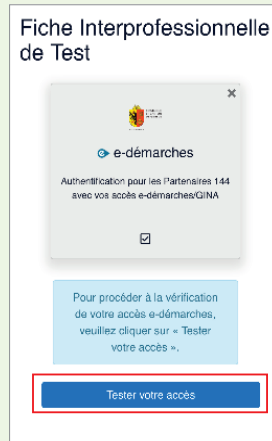 Fiche Interprofessionnelle
de Test
×
e-démarches
Authentification pour les Partenaires 144
avec vos accès e-démarches/GINA
Pour procéder à la vérification
de votre accès e-démarches,
veuillez cliquer sur « Tester
votre accès ».
Tester votre accès